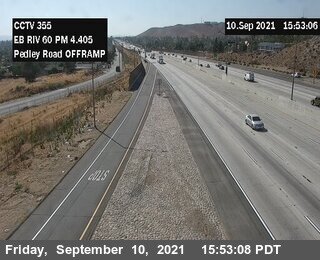 CCTV 355
EB RIV 60 PM 4.405
Pedley Road OFFRAMP
10.Sep 2021 15:53:06
STOP
Friday, September 10, 2021 15:53:08 PDT